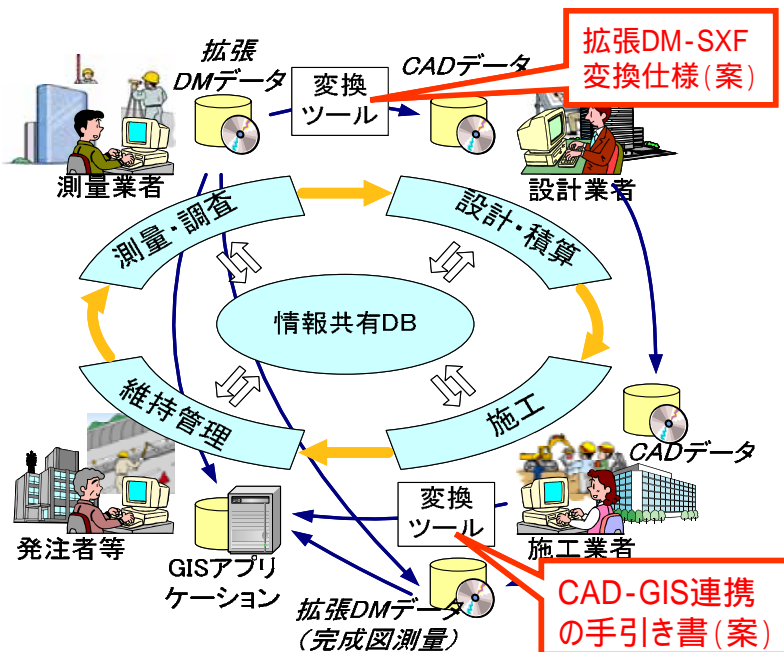 拡張
DMデータ
変換
ツール
CADデータ
拡張DM-SXF
変換仕様(案)
測量業者
設計業者
測量・調査
設計・積算
情報共有DB
維持管理
施工
CADデータ
発注者等
GISアプリ
ケーション
変換
ツール
施工業者
拡張DMデータ
(完成図測量)
CAD-GIS連携
の手引き書(案)